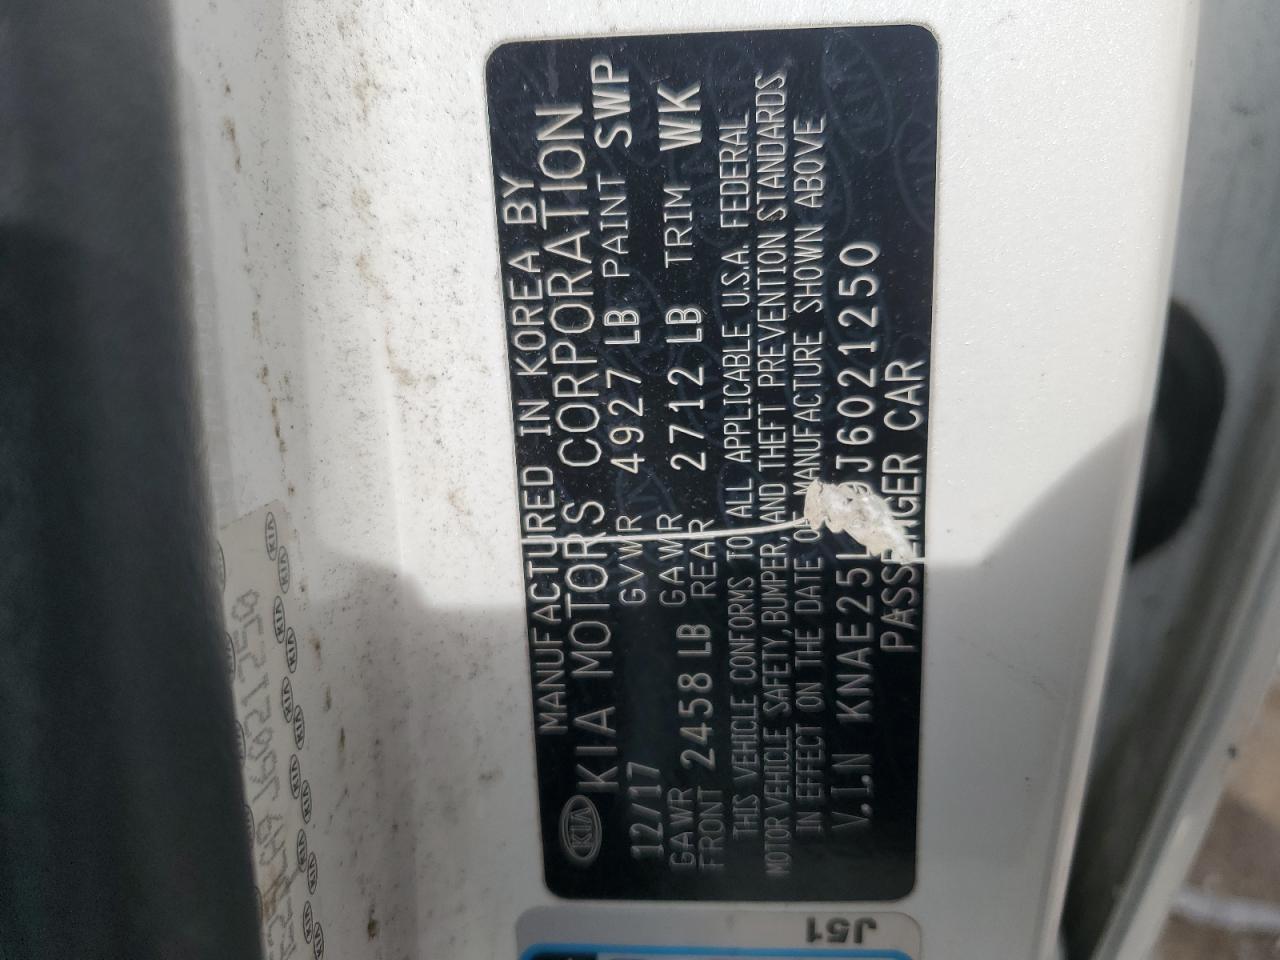 MANUFACTURED IN KOREA BY
KIA KIA MOTORS CORPORATION
12/17 GVWR 4927 LB PAINT SWP
GAWR FRONT 2458 LB GAWR REAR 2712 LB TRIM WK
THIS VEHICLE CONFORMS TO ALL APPLICABLE U.S.A. FEDERAL
MOTOR VEHICLE SAFETY, BUMPER, AND THEFT PREVENTION STANDARDS
IN EFFECT ON THE DATE OF MANUFACTURE SHOWN ABOVE
V.I.N
PASSENGER CAR
J51